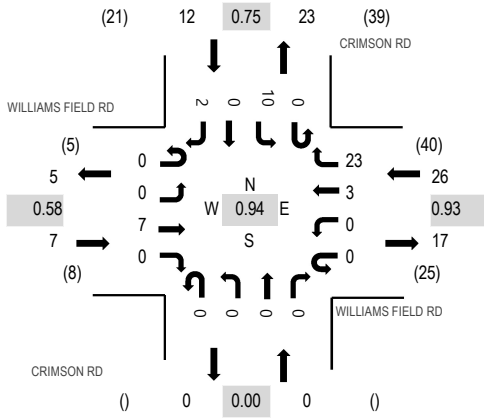 (21) 12 0.75 23 (39)
CRIMSON RD
WILLIAMS FIELD RD
2 0 10 0
(5) 0 23 (40)
5 0 N 3 26
0.58 W 0.94 E 0.93
7 7 S 0 17
(8) 0 0 (25)
0 0 0 0
WILLIAMS FIELD RD
CRIMSON RD
() 0 0.00 0 ()